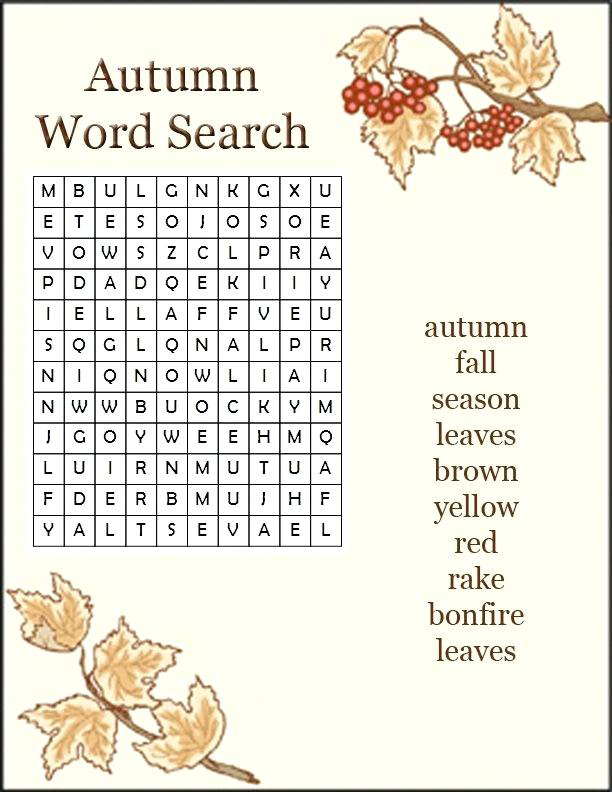 Autumn
Word Search
M B U L G N K G X U
E T E S O J O S O E
V O W S Z C L P R A
P D A D Q E K I I Y
I E L L A F F V E U
S Q G L Q N A L P R
N I Q N O W L I A I
N W W B U O C K Y M
J G O Y W E E H M Q
L U I R N M U T U A
F D E R B M U J H F
Y A L T S E V A E L
autumn
fall
season
leaves
brown
yellow
red
rake
bonfire
leaves